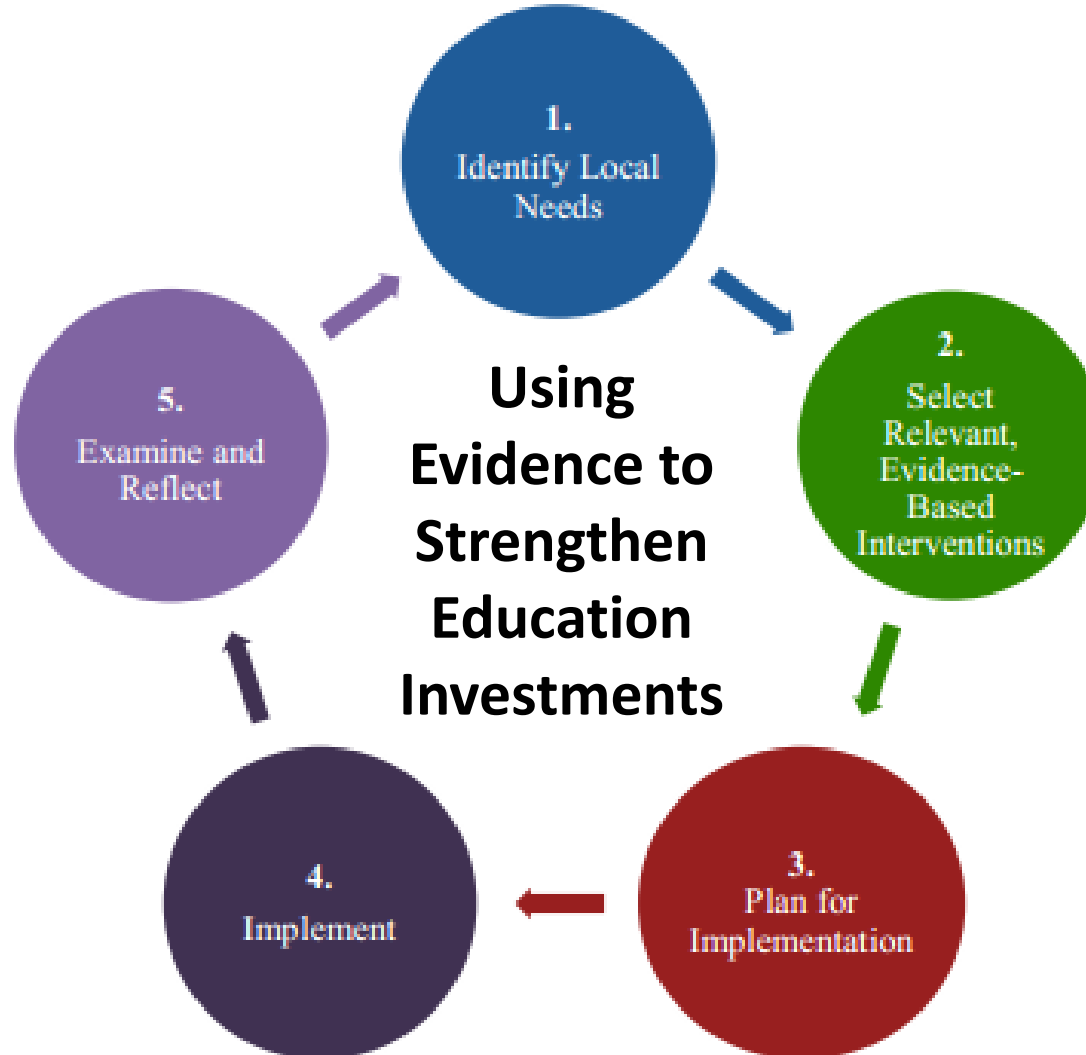 1.
Identify Local
Needs
2.
Select
Relevant,
Evidence-
Based
Interventions
3.
Plan for
Implementation
4.
Implement
5.
Examine and
Reflect
Using
Evidence to
Strengthen
Education
Investments